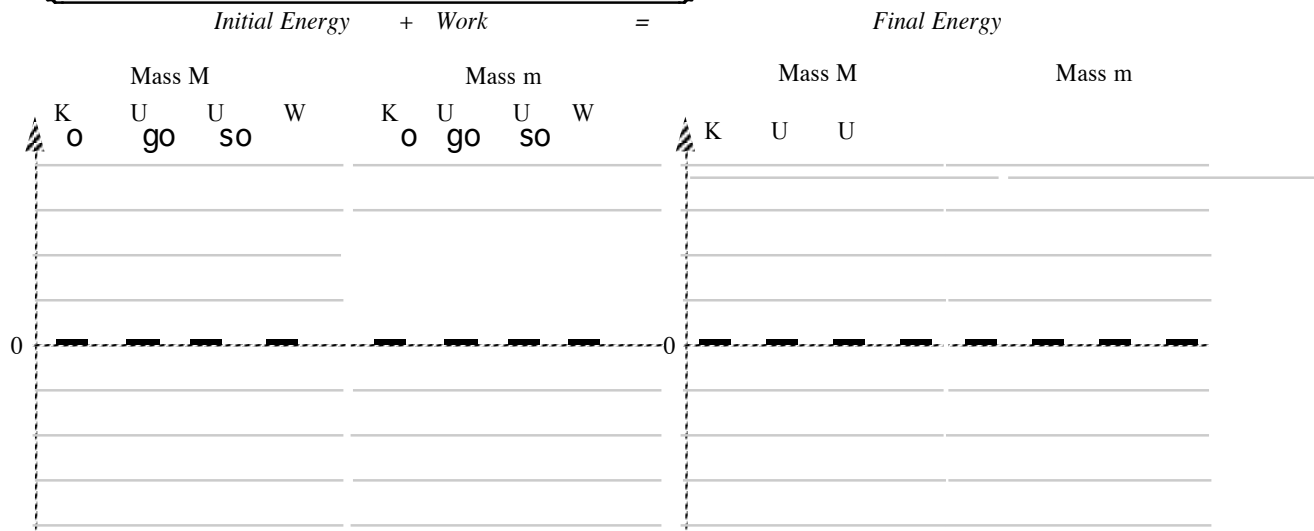 Initial Energy + Work = Final Energy
Mass M Mass m Mass M Mass m
K U U W K U U W
o go so o go so
K U U
0 0